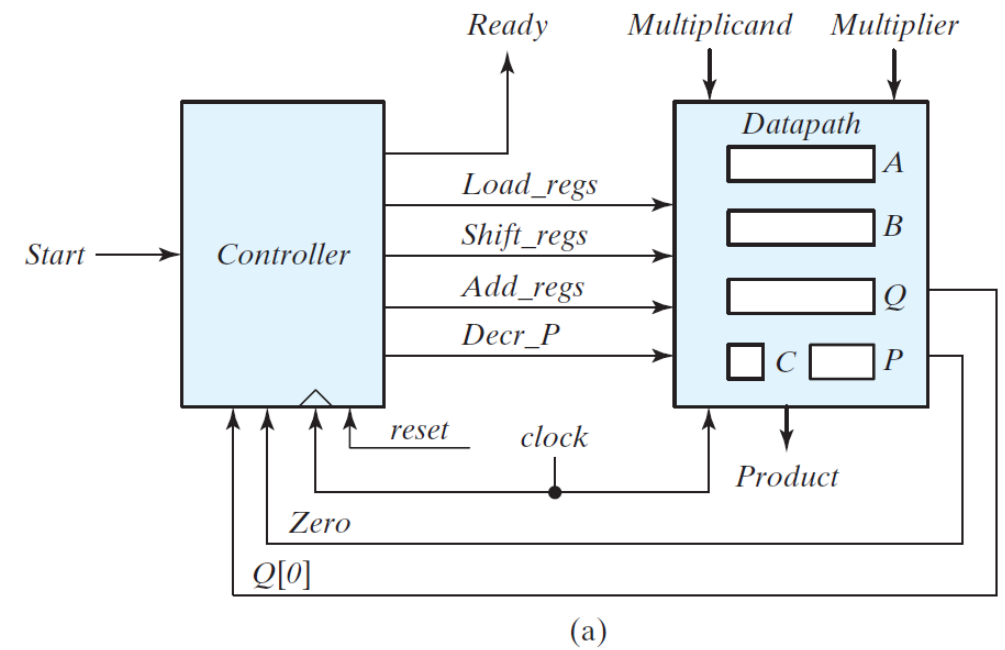 Ready
Multiplicand
Multiplier
Datapath
A
Load_regs
B
Shift_regs
Start
Controller
Add_regs
Q
Decr_P
C
P
reset
clock
Product
Zero
Q[0]
(a)